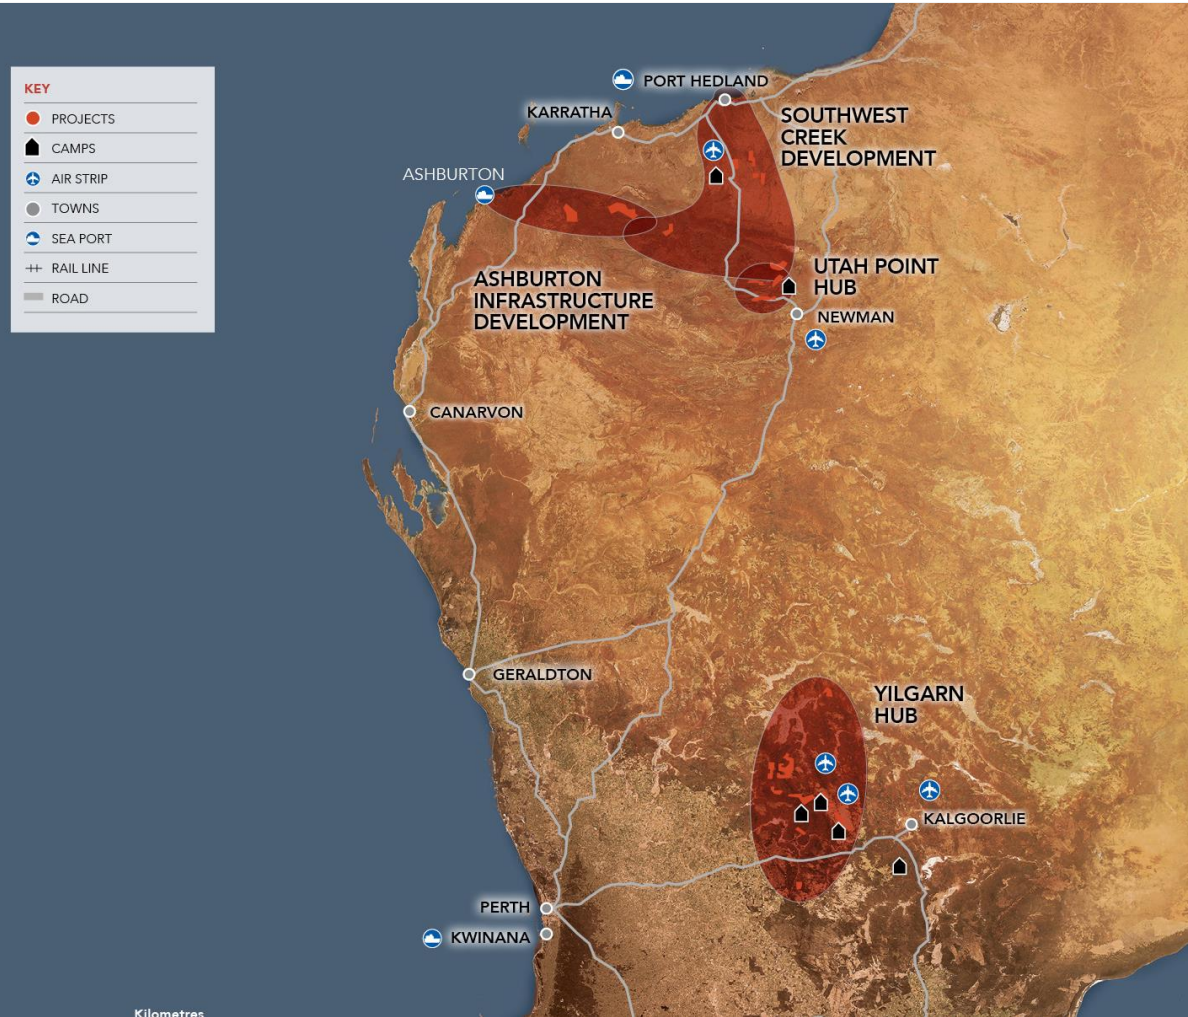 KEY
PROJECTS
CAMPS
AIR STRIP
TOWNS
SEA PORT
RAIL LINE
ROAD
PORT HEDLAND
KARRATHA
SOUTHWEST
CREEK
DEVELOPMENT
ASHBURTON
UTAH POINT
HUB
ASHBURTON
INFRASTRUCTURE
DEVELOPMENT
NEWMAN
CANARVON
GERALDTON
YILGARN
HUB
KALGOORLIE
PERTH
KWINANA
Kilometres